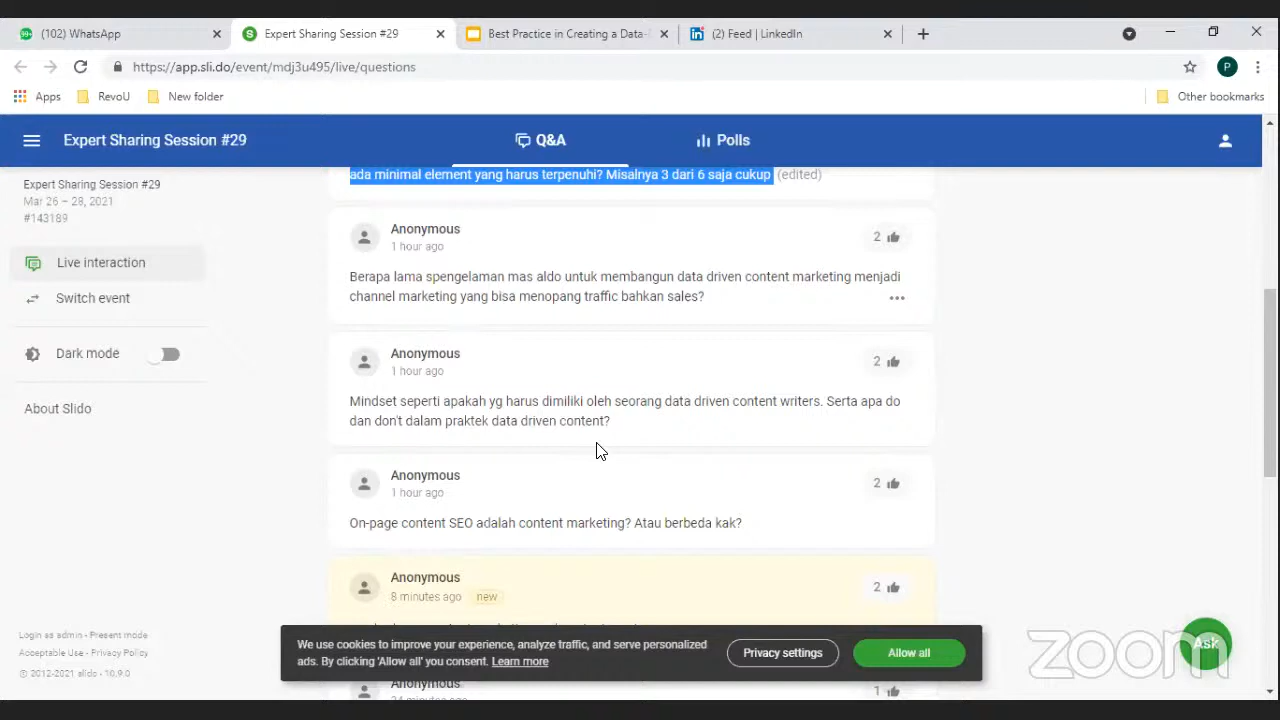 99+ (102) WhatsApp
S Expert Sharing Session #29
Best Practice in Creating a Data-
in (2) Feed | LinkedIn
https://app.sli.do/event/mdj3u495/live/questions
P
Apps
RevoU
New folder
Other bookmarks
Expert Sharing Session #29
Q&A
Polls
Expert Sharing Session #29
Mar 26 – 28, 2021
#143189
Live interaction
Switch event
Dark mode
About Slido
ada minimal element yang harus terpenuhi? Misalnya 3 dari 6 saja cukup (edited)
Anonymous
1 hour ago
2
Berapa lama spengelaman mas aldo untuk membangun data driven content marketing menjadi
channel marketing yang bisa menopang traffic bahkan sales?
Anonymous
1 hour ago
2
Mindset seperti apakah yg harus dimiliki oleh seorang data driven content writers. Serta apa do
dan don't dalam praktek data driven content?
Anonymous
1 hour ago
2
On-page content SEO adalah content marketing? Atau berbeda kak?
Anonymous
8 minutes ago new
2
We use cookies to improve your experience, analyze traffic, and serve personalized
ads. By clicking 'Allow all' you consent. Learn more
Privacy settings
Allow all
Anonymous
1
Login as admin - Present mode
Acceptable Use - Privacy Policy
© 2012-2021 slido - 10.9.0
Ask
zoom